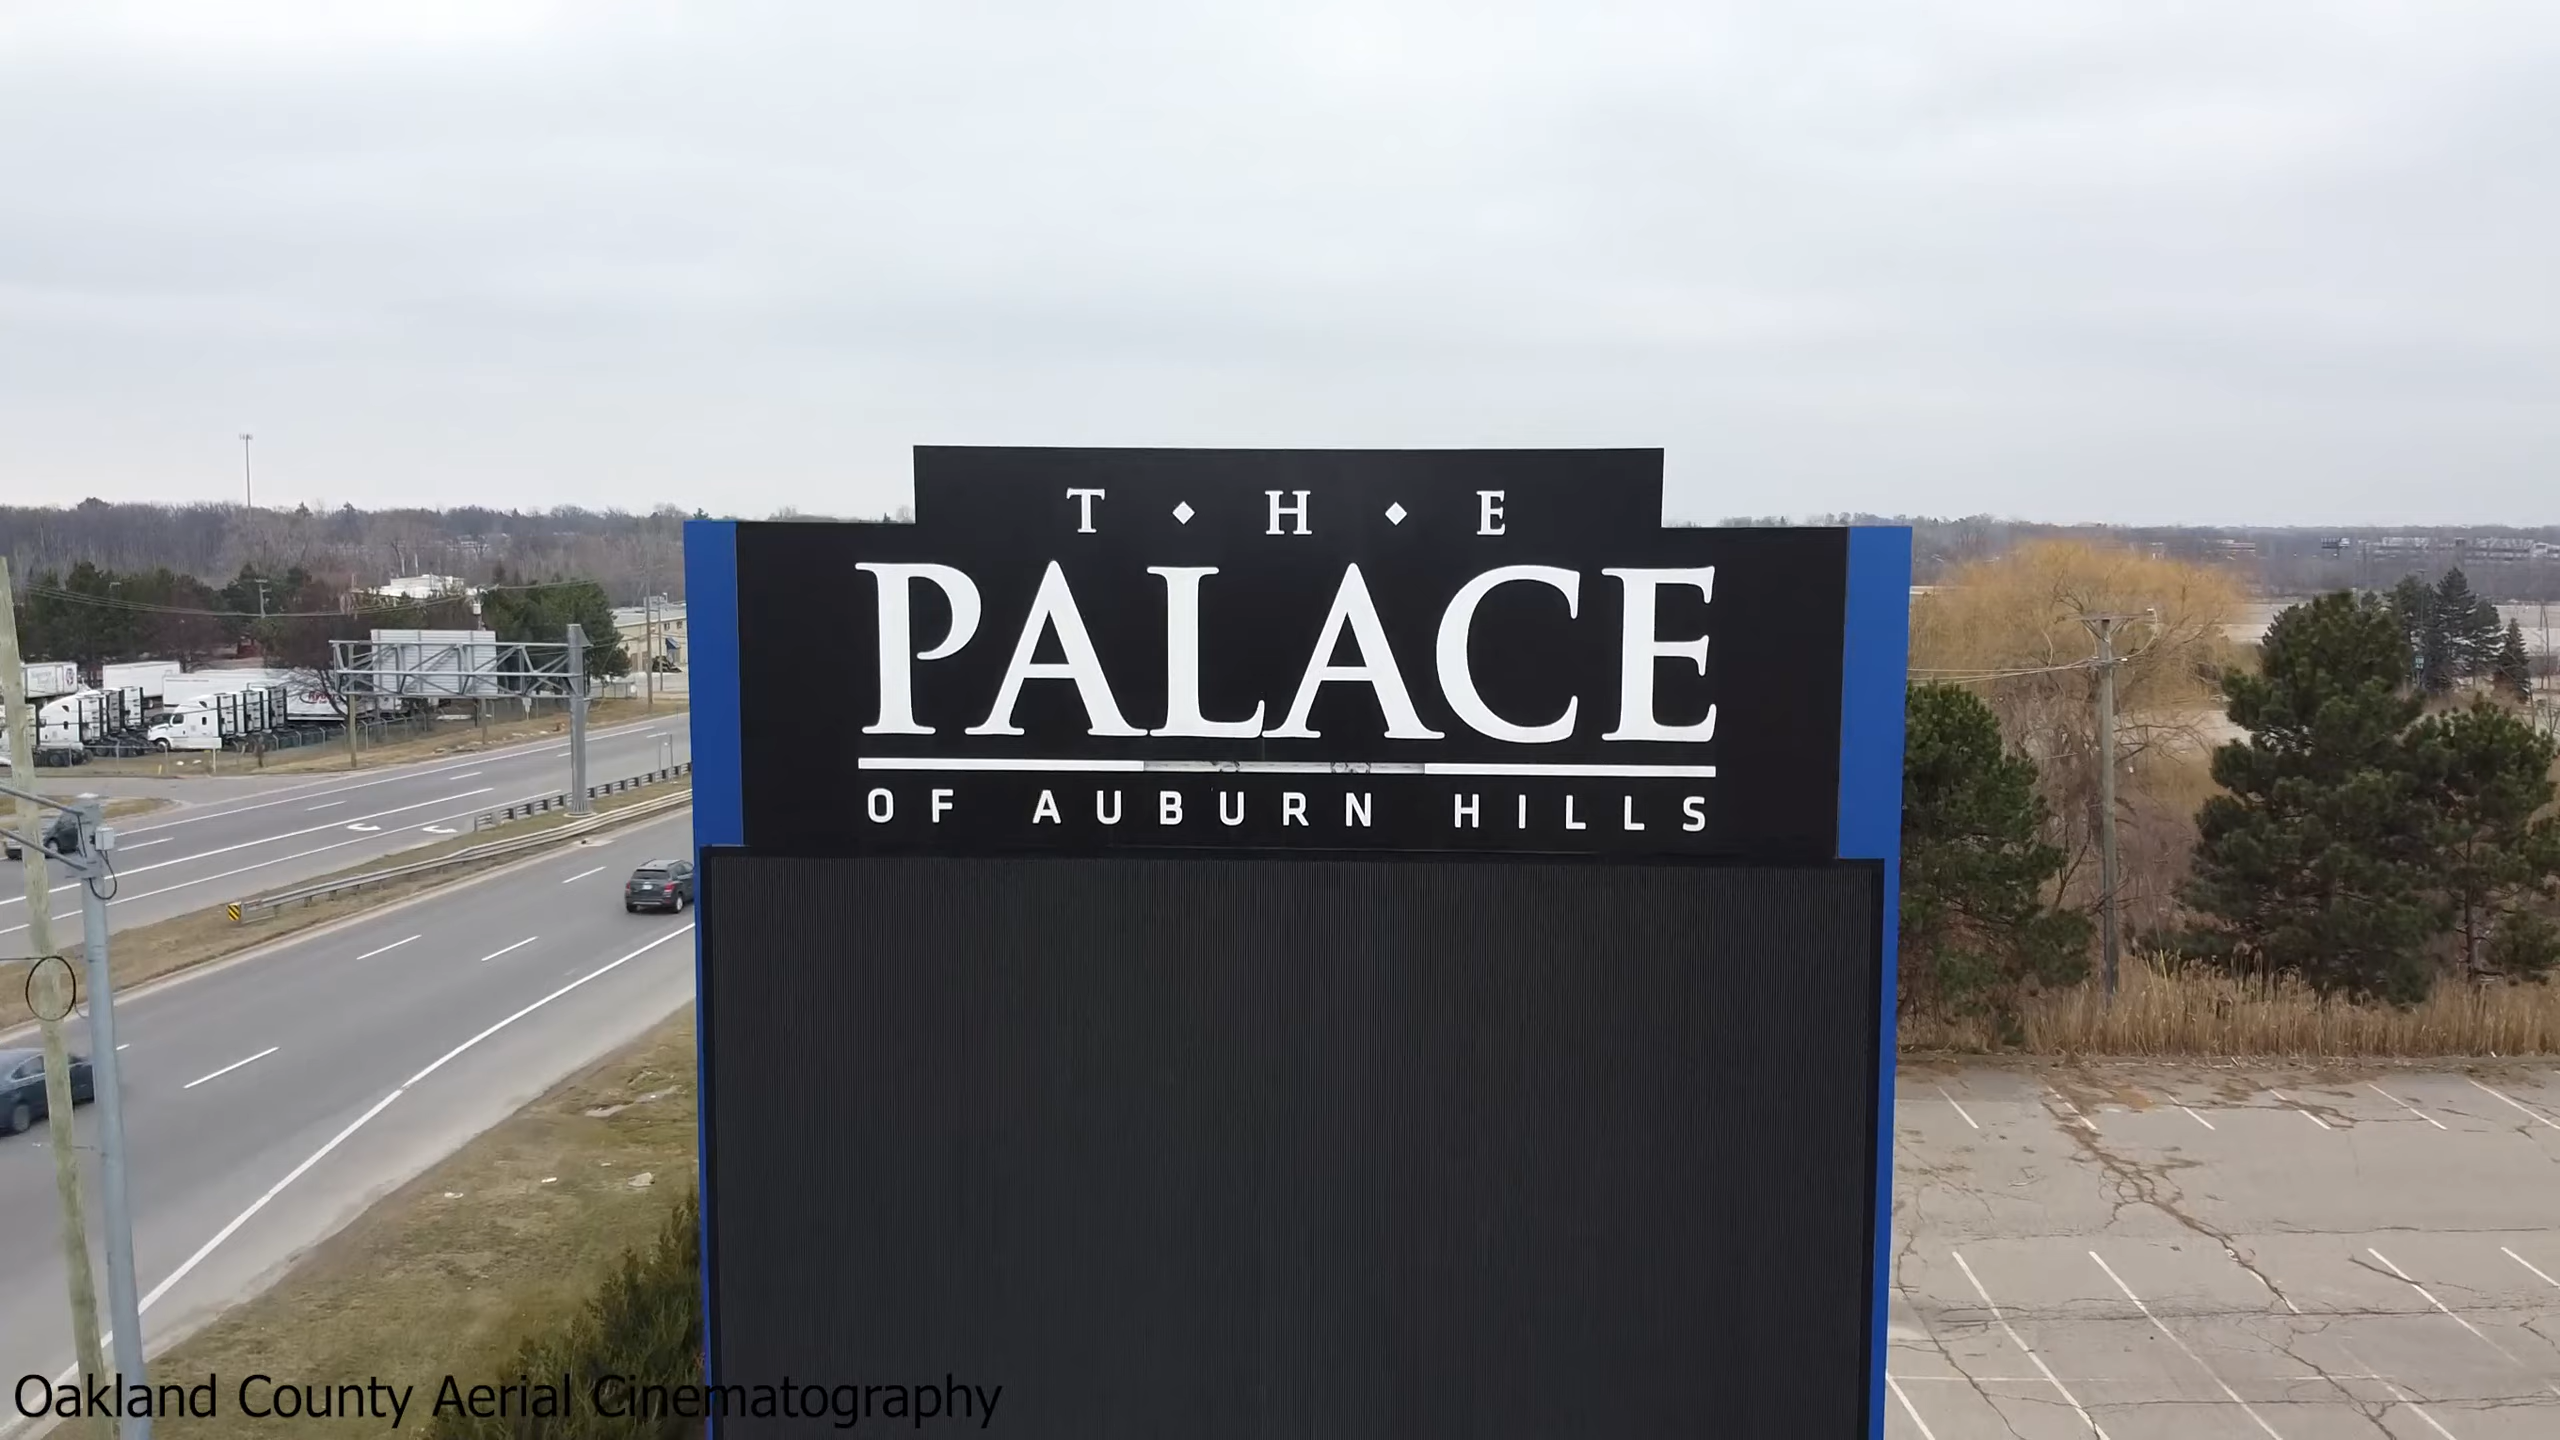 T ◆ H ◆ E
PALACE
OF AUBURN HILLS
Oakland County Aerial Cinematography